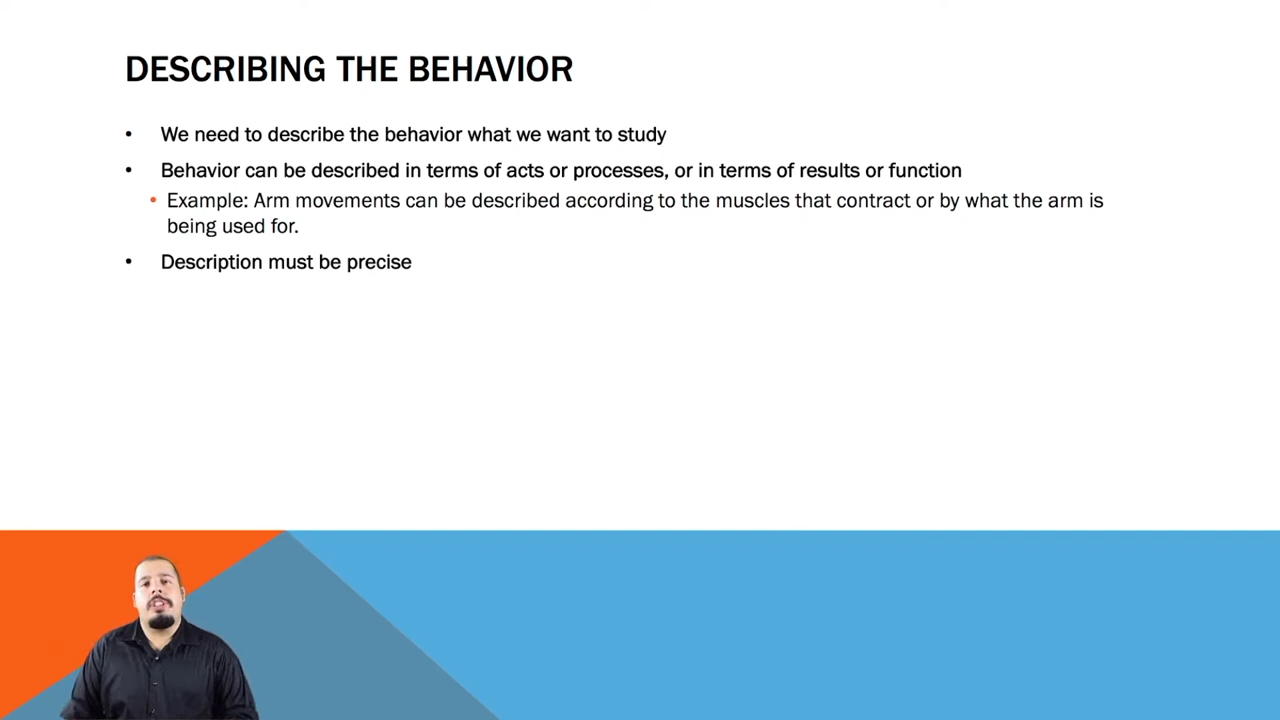 DESCRIBING THE BEHAVIOR
• We need to describe the behavior what we want to study
• Behavior can be described in terms of acts or processes, or in terms of results or function
• Example: Arm movements can be described according to the muscles that contract or by what the arm is
being used for.
• Description must be precise